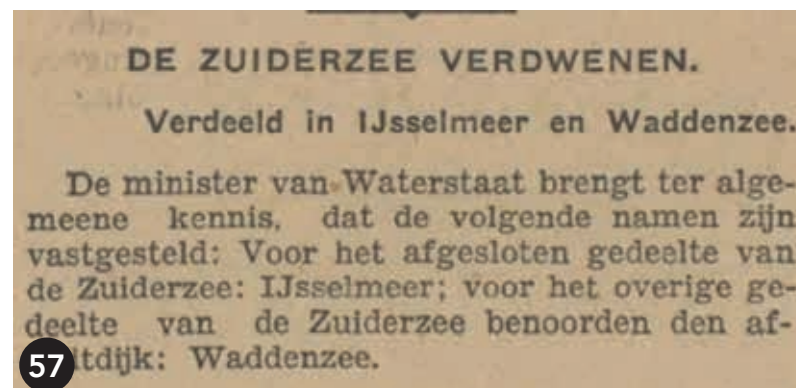 DE ZUIDERZEE VERDWENEN.
Verdeeld in IJsselmeer en Waddenzee.
De minister van Waterstaat brengt ter alge-
meene kennis, dat de volgende namen zijn
vastgesteld: Voor het afgesloten gedeelte van
de Zuiderzee: IJsselmeer; voor het overige ge-
deelte van de Zuiderzee benoorden den af-
57 tdijk: Waddenzee.